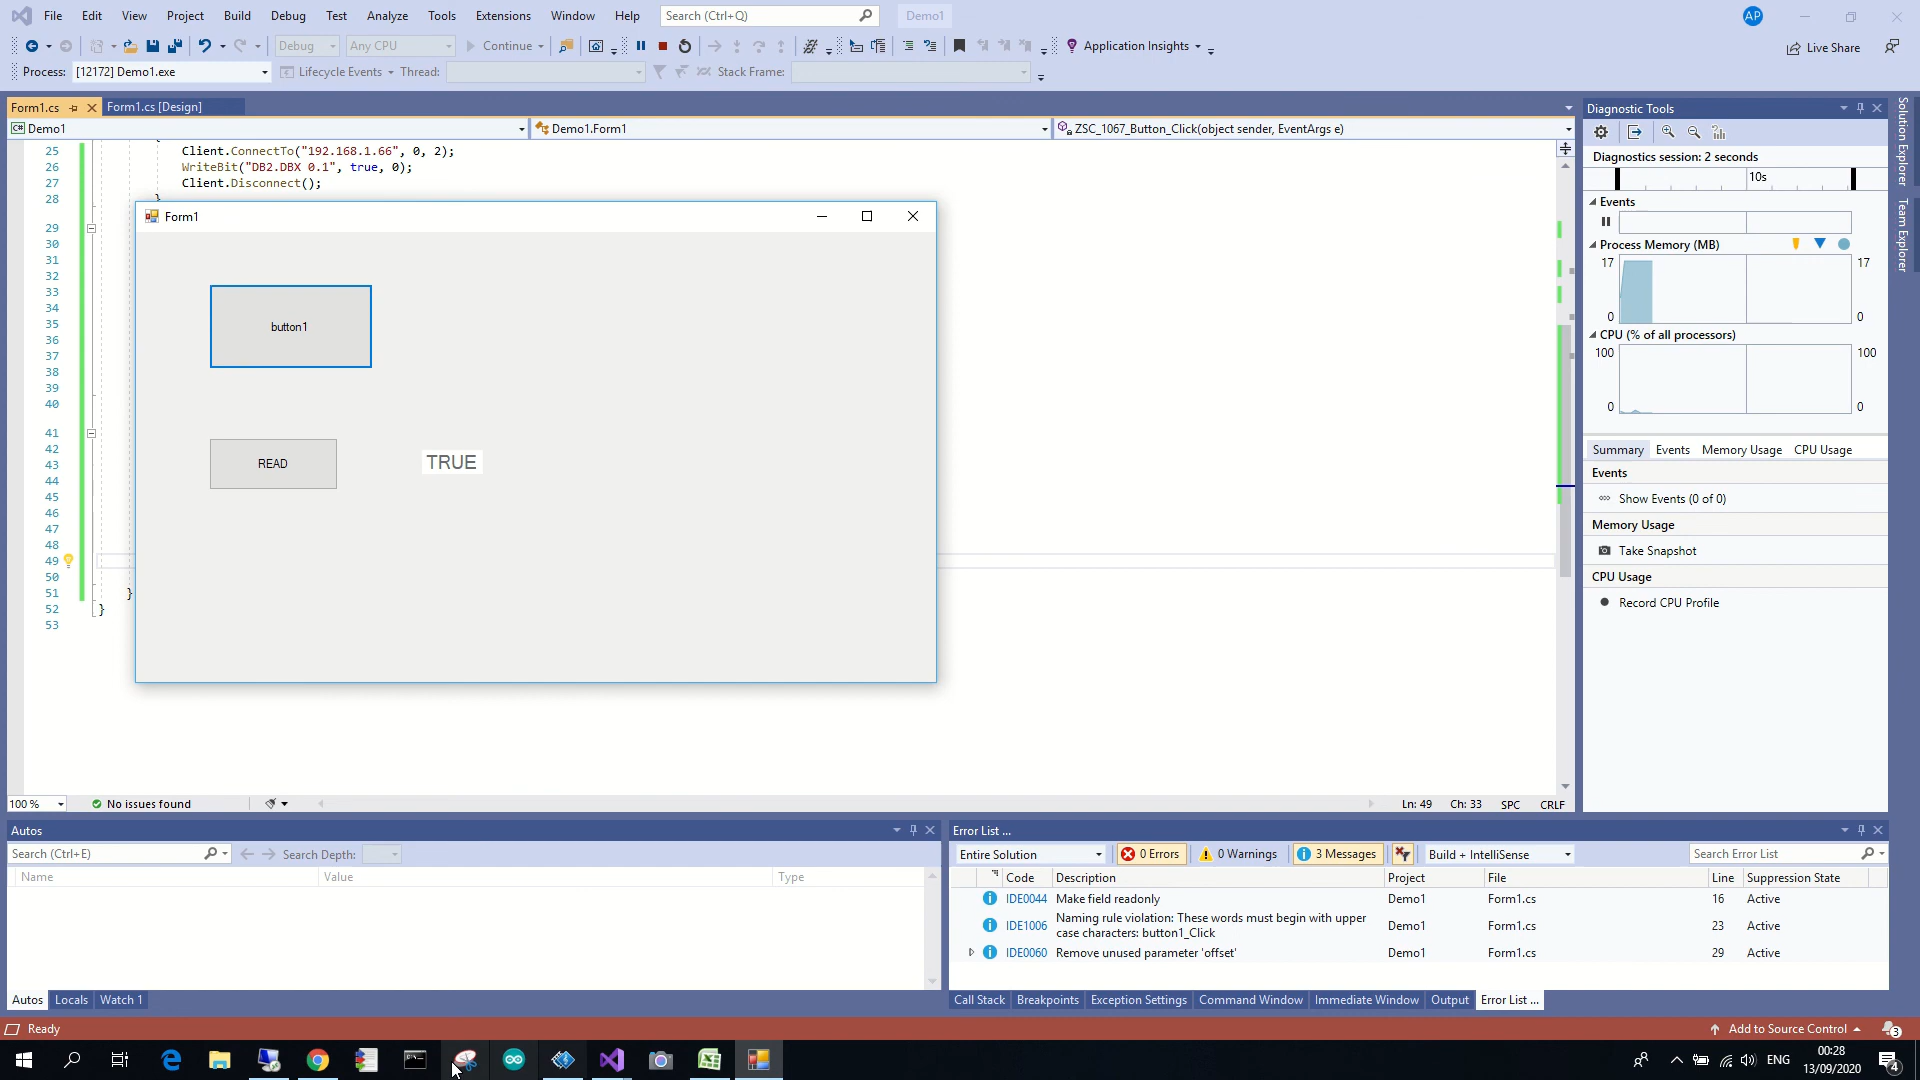 File Edit View Project Build Debug Test Analyze Tools Extensions Window Help Search (Ctrl+Q) Demo1 AP
Debug Any CPU Continue Application Insights Live Share
Process: [12172] Demo1.exe Lifecycle Events Thread: Stack Frame:
Form1.cs Form1.cs [Design]
C# Demo1 Demo1.Form1 ZSC_1067_Button_Click(object sender, EventArgs e)
25 Client.ConnectTo("192.168.1.66", 0, 2);
26 WriteBit("DB2.DBX 0.1", true, 0);
27 Client.Disconnect();
28 }
29
30
31
32
33
34
35
36
37
38
39
40
41
42
43
44
45
46
47
48
49
50
51 }
52 }
53
Form1
button1
READ
TRUE
100 % No issues found Ln: 49 Ch: 33 SPC CRLF
Diagnostic Tools
Diagnostics session: 2 seconds
10s
Events
Process Memory (MB)
17 17
0 0
CPU (% of all processors)
100 100
0 0
Summary Events Memory Usage CPU Usage
Events
Show Events (0 of 0)
Memory Usage
Take Snapshot
CPU Usage
Record CPU Profile
Solution Explorer
Team Explorer
Autos
Search (Ctrl+E) Search Depth:
Name Value Type
Autos Locals Watch 1
Error List ...
Entire Solution 0 Errors 0 Warnings 3 Messages Build + IntelliSense Search Error List
Code Description Project File Line Suppression State
IDE0044 Make field readonly Demo1 Form1.cs 16 Active
IDE1006 Naming rule violation: These words must begin with upper case characters: button1_Click Demo1 Form1.cs 23 Active
IDE0060 Remove unused parameter 'offset' Demo1 Form1.cs 29 Active
Call Stack Breakpoints Exception Settings Command Window Immediate Window Output Error List ...
Ready Add to Source Control 3
ENG 00:28 13/09/2020 4